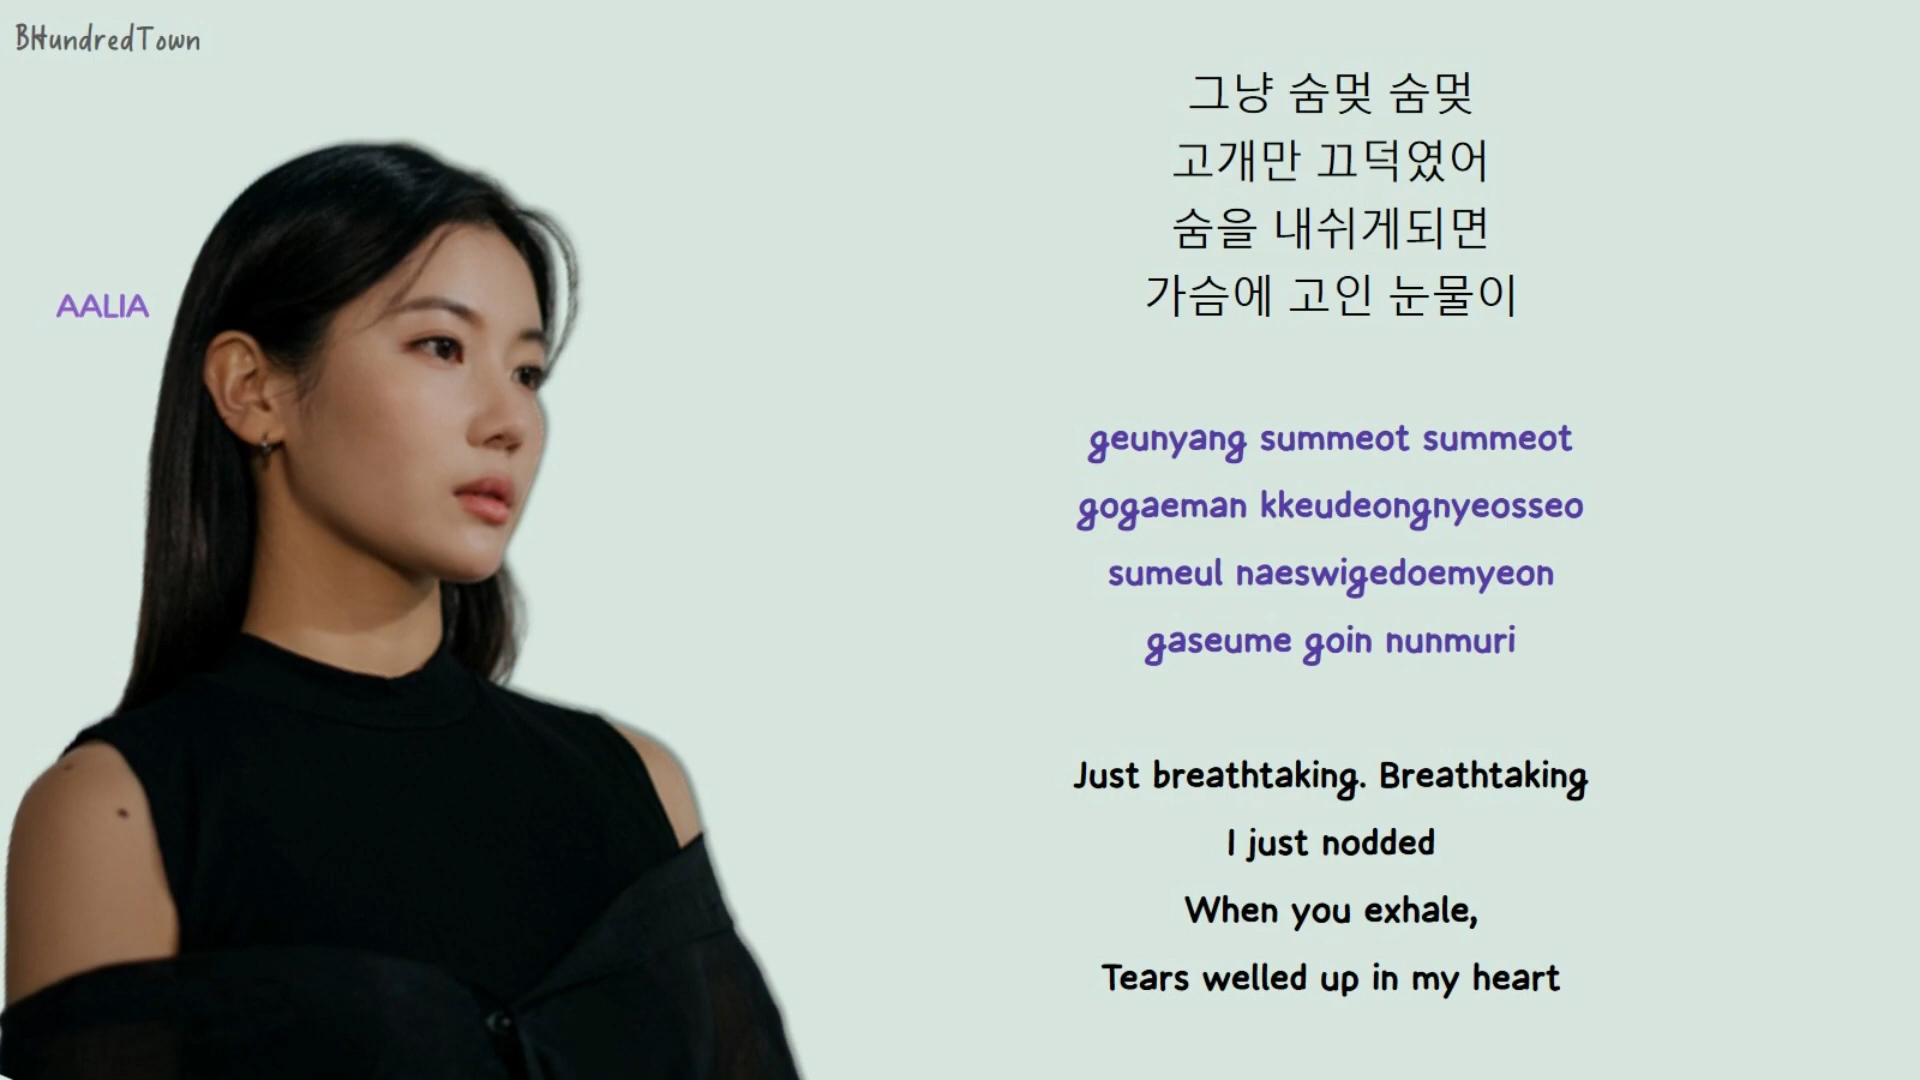 BHundredTown
AALIA
그냥 숨멎 숨멎
고개만 끄덕였어
숨을 내쉬게되면
가슴에 고인 눈물이
geunyang summeot summeot
gogaeman kkeudeongnyeosseo
sumeul naeswigedoemyeon
gaseume goin nunmuri
Just breathtaking. Breathtaking
I just nodded
When you exhale,
Tears welled up in my heart